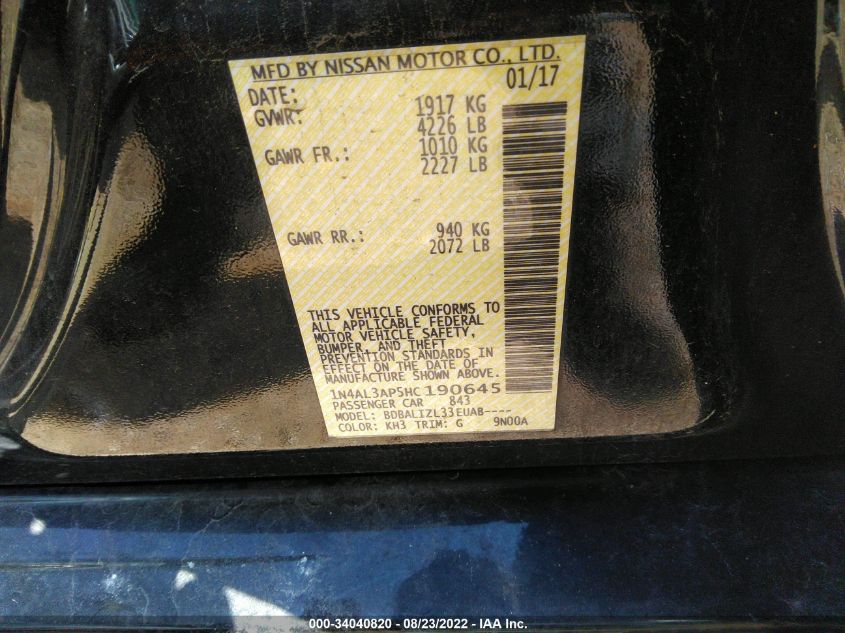 MFD BY NISSAN MOTOR CO., LTD.
DATE: 01/17
GVWR: 1917 KG
4226 LB
GAWR FR.: 1010 KG
2227 LB
GAWR RR.: 940 KG
2072 LB
THIS VEHICLE CONFORMS TO
ALL APPLICABLE FEDERAL
MOTOR VEHICLE SAFETY,
BUMPER, AND THEFT
PREVENTION STANDARDS IN
EFFECT ON THE DATE OF
MANUFACTURE SHOWN ABOVE.
1N4AL3AP5HC190645
PASSENGER CAR 843
MODEL: BDBALIZL33EUAB----
COLOR: KH3 TRIM: G 9N00A
000-34040820 - 08/23/2022 - IAA Inc.